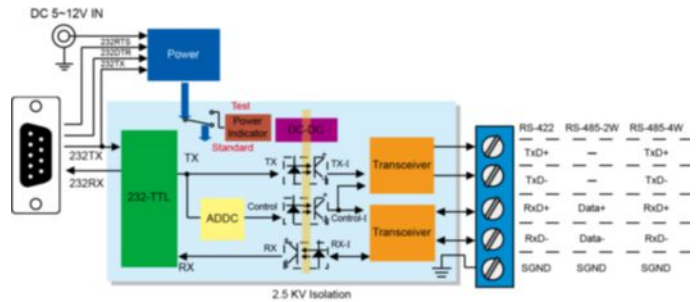 DC 5~12V IN
232RTS
232DTR
232TX
Power
Test
Power
Indicator
DC-DC
Standard
232TX
232RX
232-TTL
TX
TX
TX-I
Transceiver
ADDC
Control
Control-I
Transceiver
RX
RX
RX-I
2.5 KV Isolation
RS-422 RS-485-2W RS-485-4W
TxD+ — TxD+
TxD- — TxD-
RxD+ Data+ RxD+
RxD- Data- RxD-
SGND SGND SGND